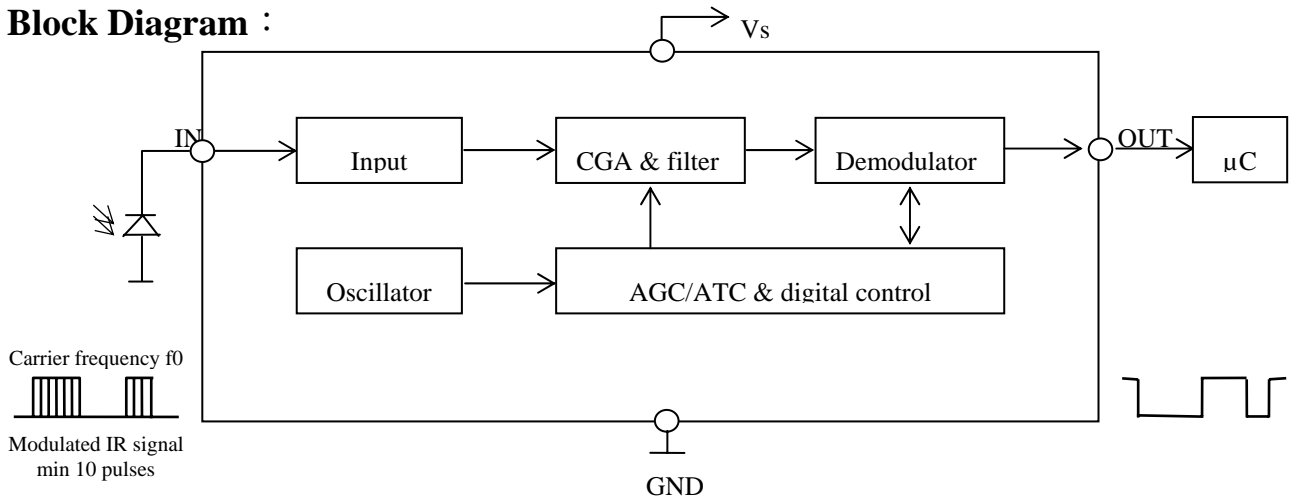 Block Diagram：
Vs
IN
Input
CGA & filter
Demodulator
OUT
µC
Oscillator
AGC/ATC & digital control
Carrier frequency f0
Modulated IR signal
min 10 pulses
GND